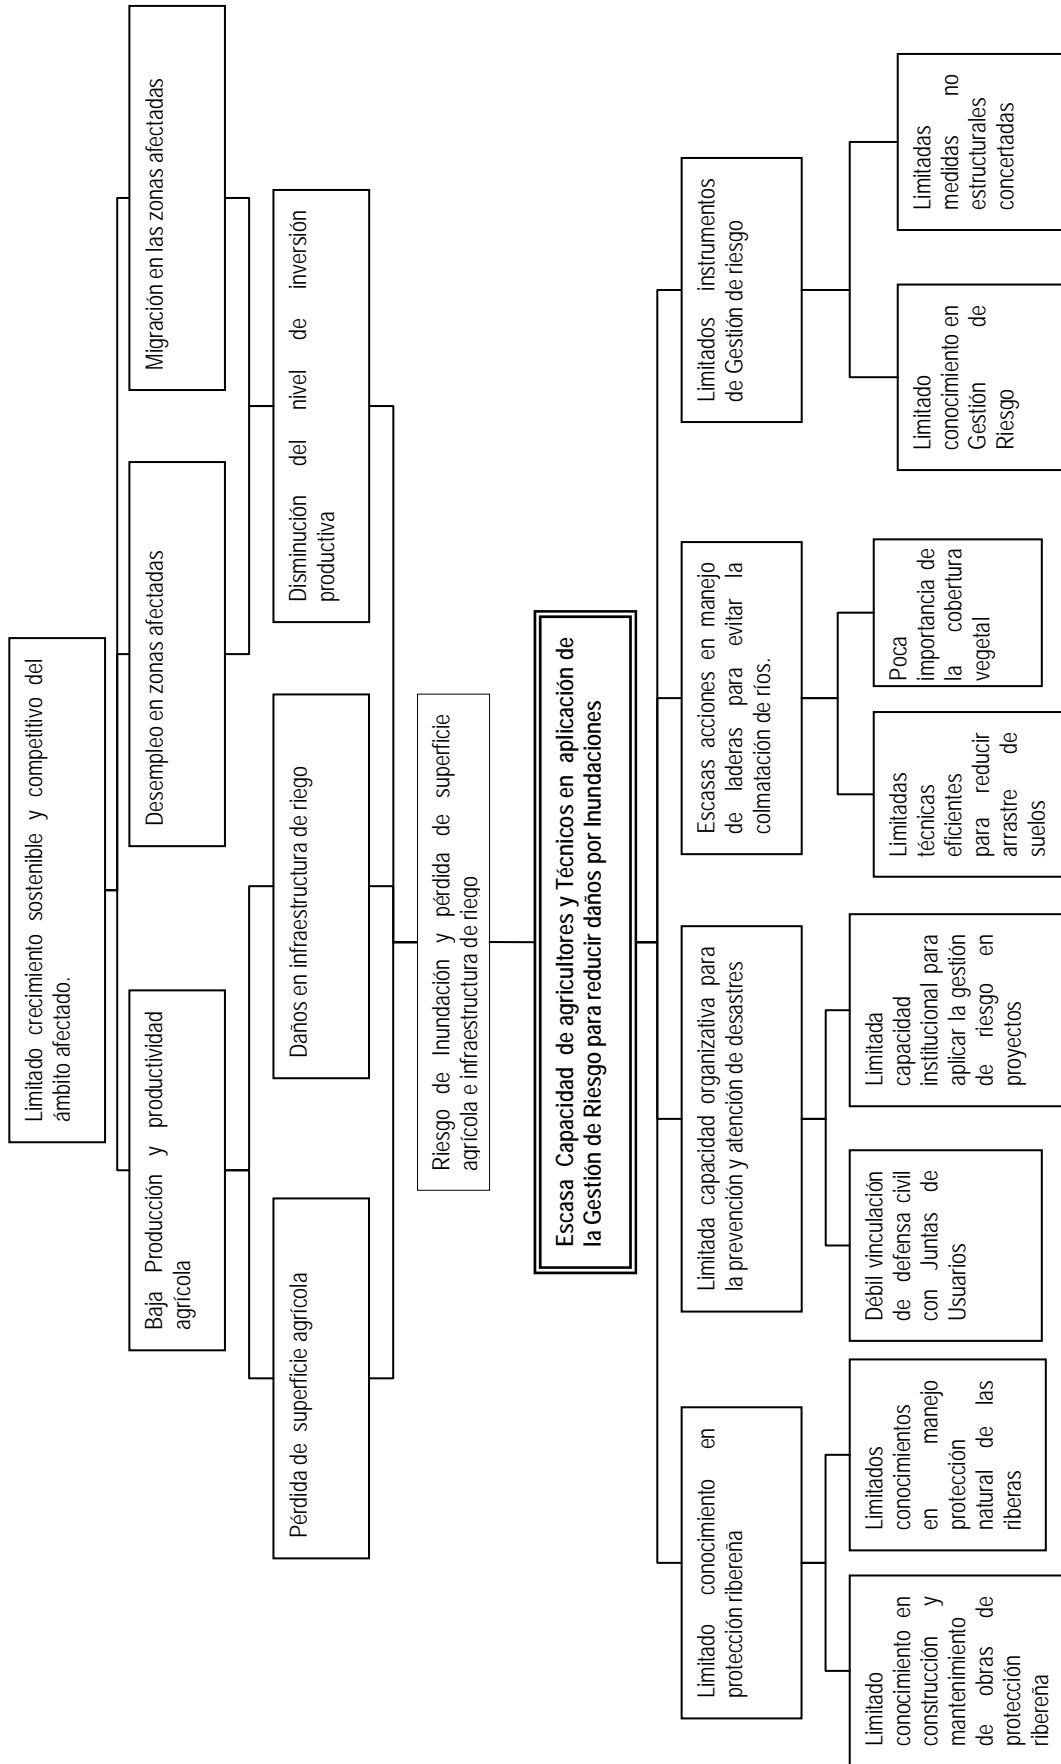 Limitado crecimiento sostenible y competitivo del
ámbito afectado.
Baja Producción y productividad
agrícola
Desempleo en zonas afectadas
Migración en las zonas afectadas
Pérdida de superficie agrícola
Daños en infraestructura de riego
Disminución del nivel de inversión
productiva
Riesgo de Inundación y pérdida de superficie
agrícola e infraestructura de riego
Escasa Capacidad de agricultores y Técnicos en aplicación de
la Gestión de Riesgo para reducir daños por Inundaciones
Limitado conocimiento en
protección ribereña
Limitada capacidad organizativa para
la prevención y atención de desastres
Escasas acciones en manejo
de laderas para evitar la
colmatación de ríos.
Limitados instrumentos
de Gestión de riesgo
Limitado
conocimiento en
construcción y
mantenimiento
de obras de
protección
ribereña
Limitados
conocimientos
en manejo
protección
natural de las
riberas
Débil vinculación
de defensa civil
con Juntas de
Usuarios
Limitada
capacidad
institucional para
aplicar la gestión
de riesgo en
proyectos
Limitadas
técnicas
eficientes
para reducir
arrastre de
suelos
Poca
importancia de
la cobertura
vegetal
Limitado
conocimiento en
Gestión de
Riesgo
Limitadas
medidas no
estructurales
concertadas